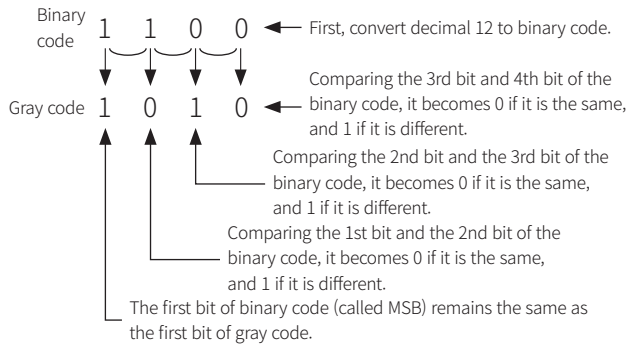 Binary
code
1 1 0 0
First, convert decimal 12 to binary code.
Gray code 1 0 1 0
Comparing the 3rd bit and 4th bit of the
binary code, it becomes 0 if it is the same,
and 1 if it is different.
Comparing the 2nd bit and the 3rd bit of the
binary code, it becomes 0 if it is the same,
and 1 if it is different.
Comparing the 1st bit and the 2nd bit of the
binary code, it becomes 0 if it is the same,
and 1 if it is different.
The first bit of binary code (called MSB) remains the same as
the first bit of gray code.